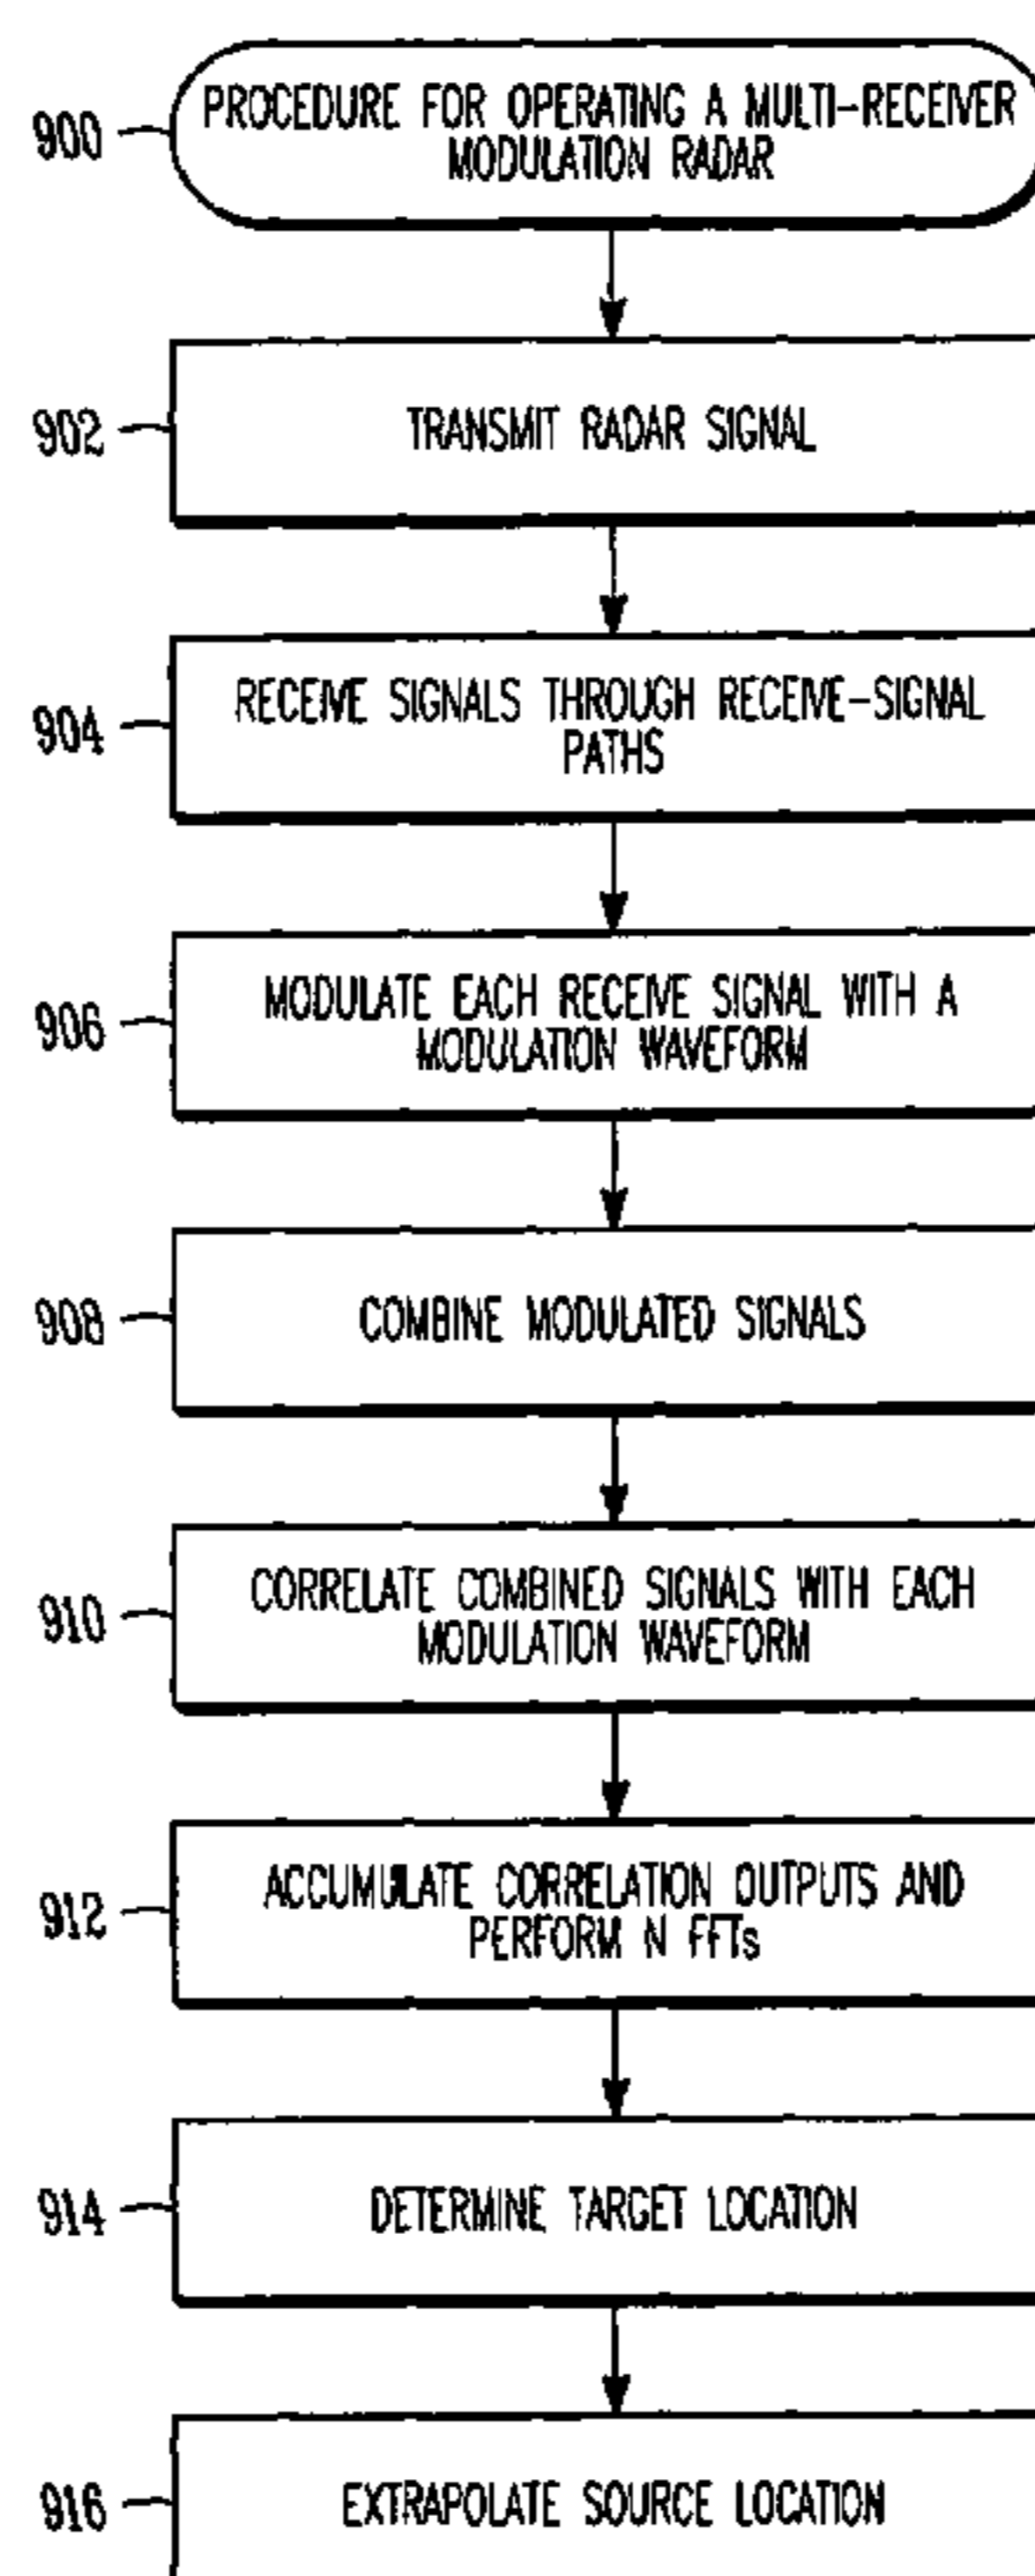 900
PROCEDURE FOR OPERATING A MULTI-RECEIVER
MODULATION RADAR
902
TRANSMIT RADAR SIGNAL
904
RECEIVE SIGNALS THROUGH RECEIVE-SIGNAL
PATHS
906
MODULATE EACH RECEIVE SIGNAL WITH A
MODULATION WAVEFORM
908
COMBINE MODULATED SIGNALS
910
CORRELATE COMBINED SIGNALS WITH EACH
MODULATION WAVEFORM
912
ACCUMULATE CORRELATION OUTPUTS AND
PERFORM N FFTs
914
DETERMINE TARGET LOCATION
916
EXTRAPOLATE SOURCE LOCATION